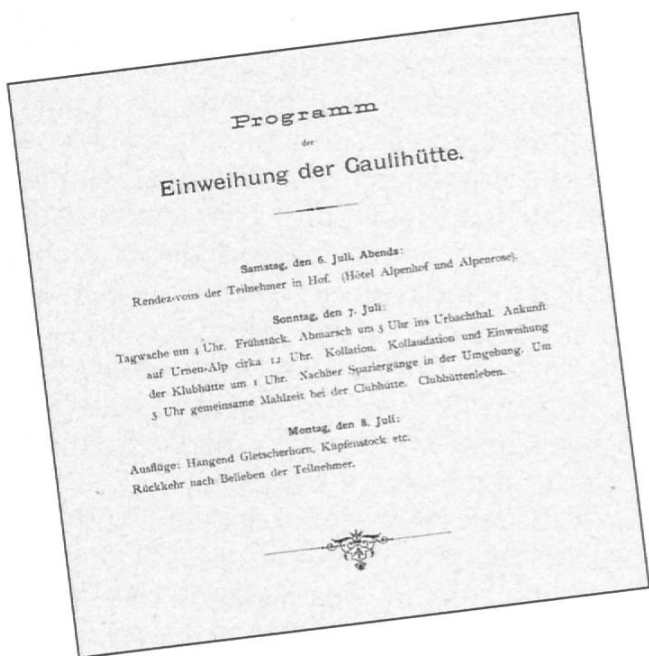 Programm
der
Einweihung der Gaulihütte.
Samstag, den 6. Juli, Abends:
Rendez-vous der Teilnehmer in Hof. (Hôtel Alpenhof und Alpenrose).
Sonntag, den 7. Juli:
Tagwache um 4 Uhr. Frühstück. Abmarsch um 5 Uhr ins Urbachthal. Ankunft
auf Urnen-Alp cirka 12 Uhr. Kollation. Kollaudation und Einweihung
der Klubhütte um 1 Uhr. Nachher Spaziergänge in der Umgebung. Um
5 Uhr gemeinsame Mahlzeit bei der Clubhütte. Clubhüttenleben.
Montag, den 8. Juli:
Ausflüge: Hangend Gletscherhorn, Kupfenstock etc.
Rückkehr nach Belieben der Teilnehmer.